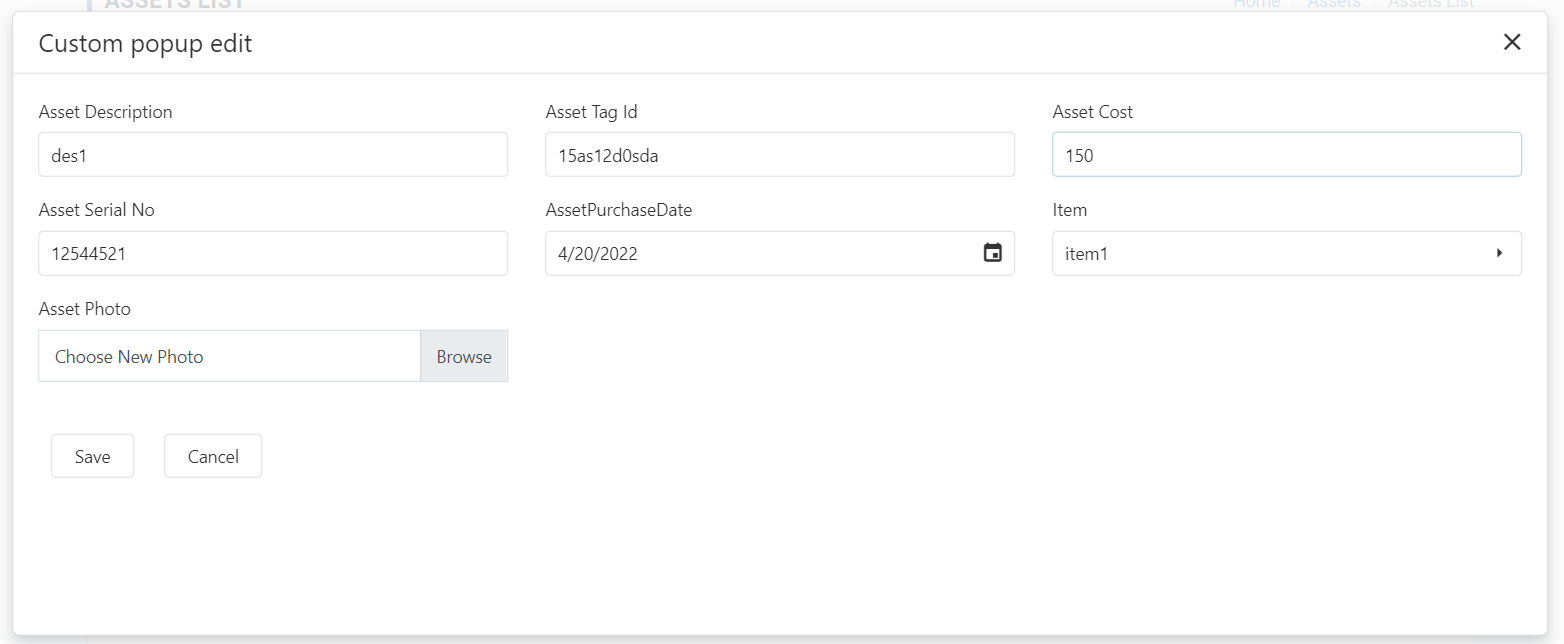 ASSETS LIST
Home / Assets / Assets List
Custom popup edit
Asset Description
Asset Tag Id
Asset Cost
des1
15as12d0sda
150
Asset Serial No
AssetPurchaseDate
Item
12544521
4/20/2022
item1
Asset Photo
Choose New Photo
Browse
Save
Cancel